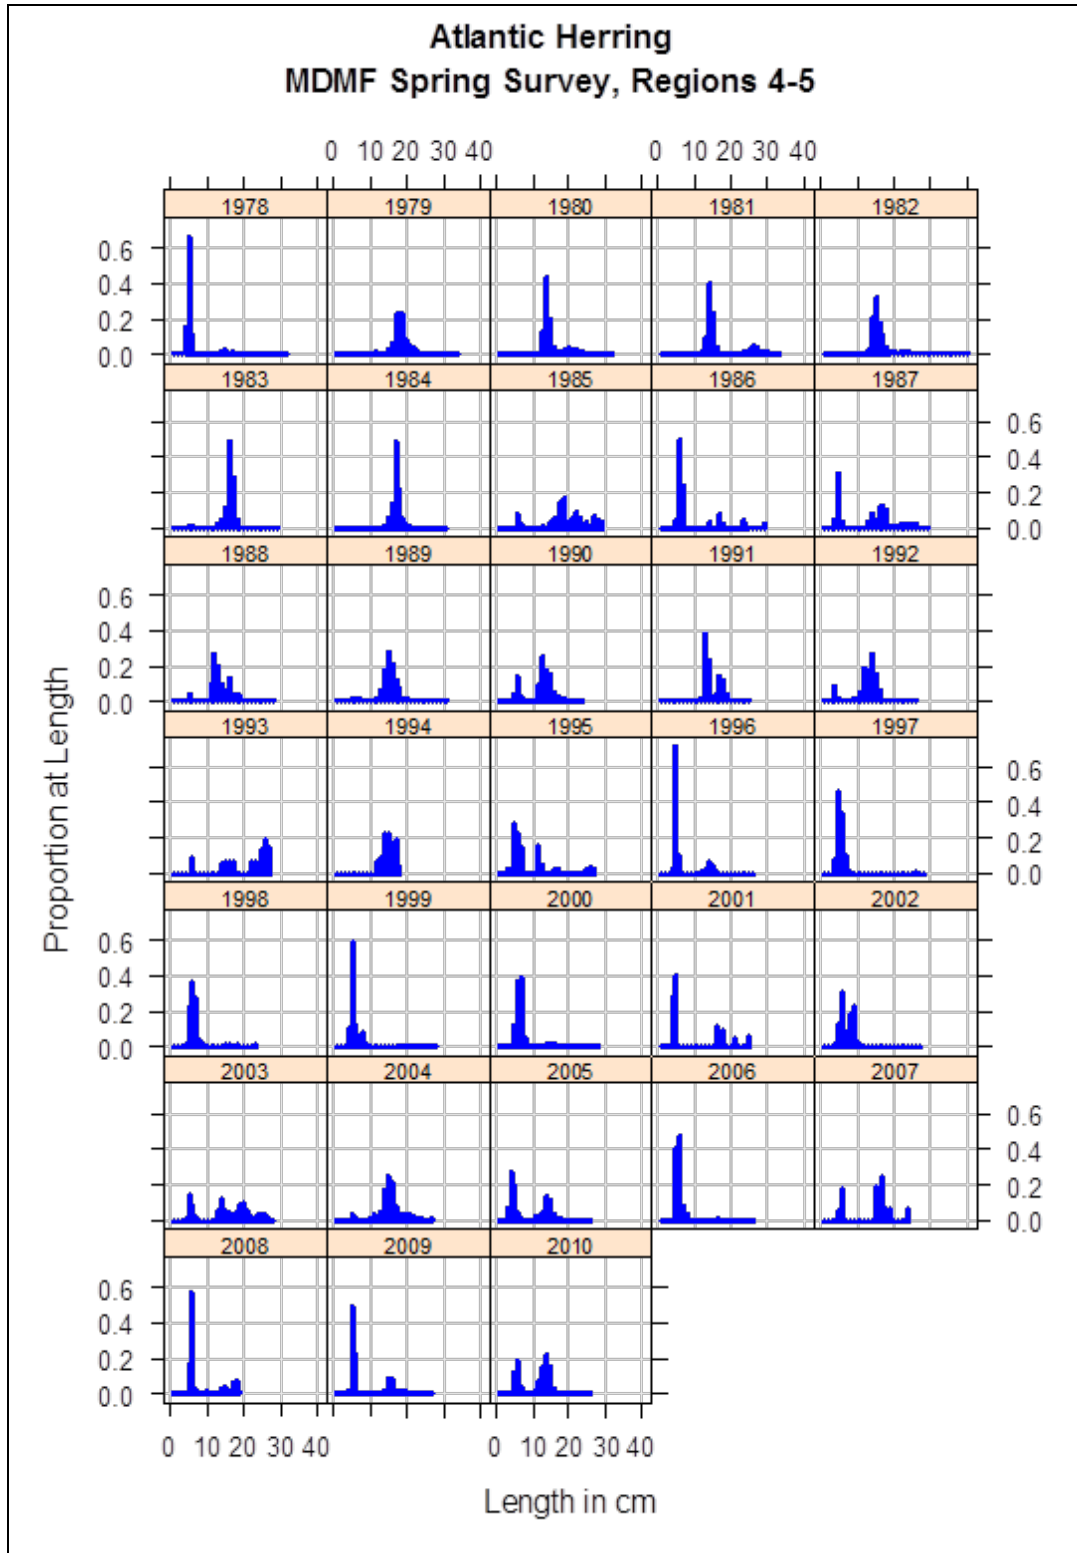 Atlantic Herring
MDMF Spring Survey, Regions 4-5
0 10 20 30 40 0 10 20 30 40
1978 1979 1980 1981 1982
0.6
0.4
0.2
0.0
1983 1984 1985 1986 1987
0.6
0.4
0.2
0.0
1988 1989 1990 1991 1992
0.6
0.4
0.2
0.0
1993 1994 1995 1996 1997
0.6
0.4
0.2
0.0
1998 1999 2000 2001 2002
0.6
0.4
0.2
0.0
2003 2004 2005 2006 2007
0.6
0.4
0.2
0.0
2008 2009 2010
0.6
0.4
0.2
0.0
0 10 20 30 40 0 10 20 30 40
Proportion at Length
Length in cm